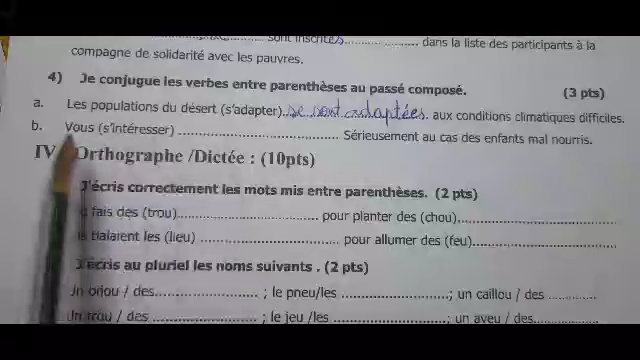 sont inscrites.................... dans la liste des participants à la
compagne de solidarité avec les pauvres.
4) Je conjugue les verbes entre parenthèses au passé composé. (3 pts)
a. Les populations du désert (s'adapter)..se sont adaptées. aux conditions climatiques difficiles.
b. Vous (s'intéresser) ...................................... Sérieusement au cas des enfants mal nourris.
IV Orthographe /Dictée : (10pts)
J'écris correctement les mots mis entre parenthèses. (2 pts)
fais des (trou).................................. pour planter des (chou)......................................
les (lieu) .................................. pour allumer des (feu)....................................
J'écris au pluriel les noms suivants . (2 pts)
/ des......................... ; le pneu/les ..........................; un caillou / des .............
Un trou / des .......................... ; le jeu /les ............................; un aveu / des................